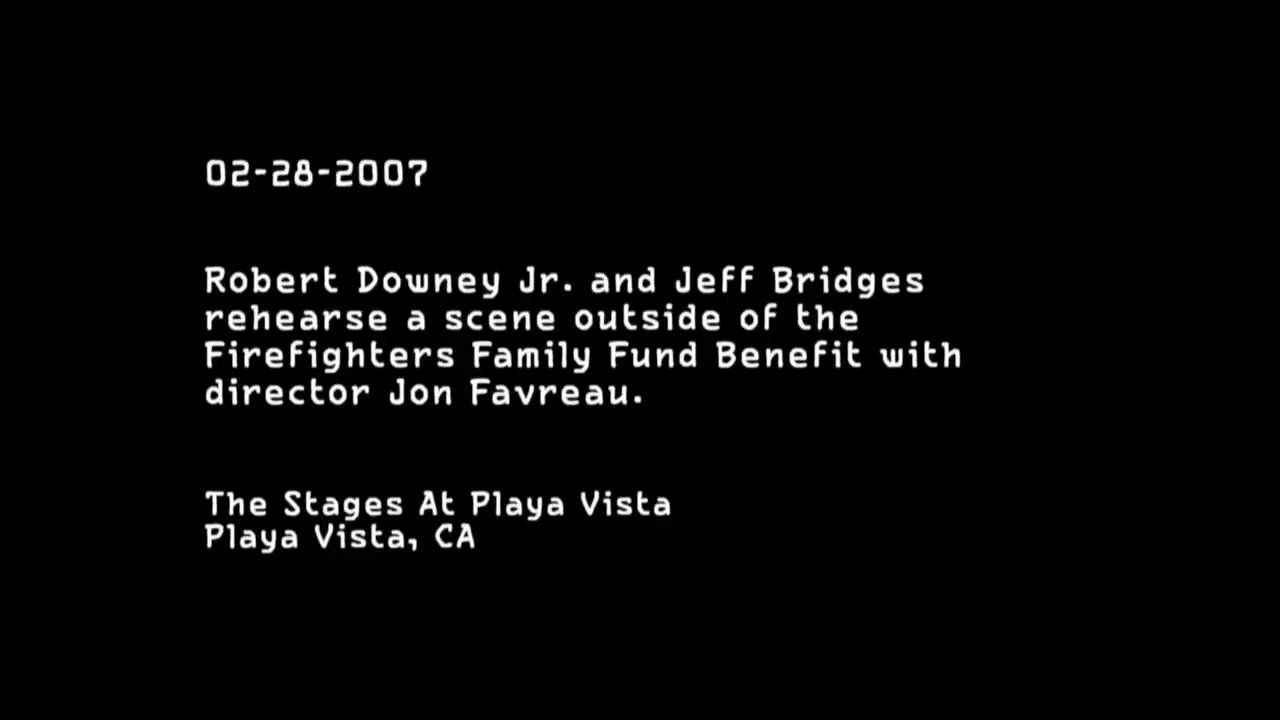 02-28-2007
Robert Downey Jr. and Jeff Bridges
rehearse a scene outside of the
Firefighters Family Fund Benefit with
director Jon Favreau.
The Stages At Playa Vista
Playa Vista, CA